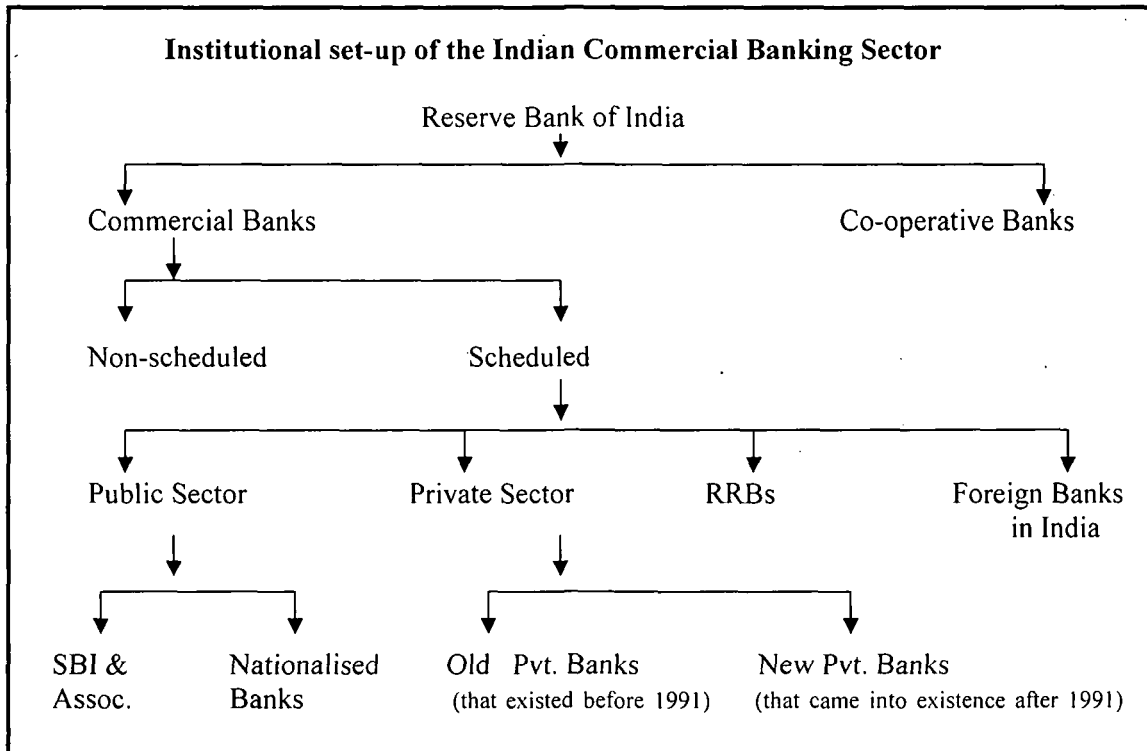 Institutional set-up of the Indian Commercial Banking Sector
Reserve Bank of India
Commercial Banks
Co-operative Banks
Non-scheduled
Scheduled
Public Sector
Private Sector
RRBs
Foreign Banks
in India
SBI &
Assoc.
Nationalised
Banks
Old Pvt. Banks
(that existed before 1991)
New Pvt. Banks
(that came into existence after 1991)